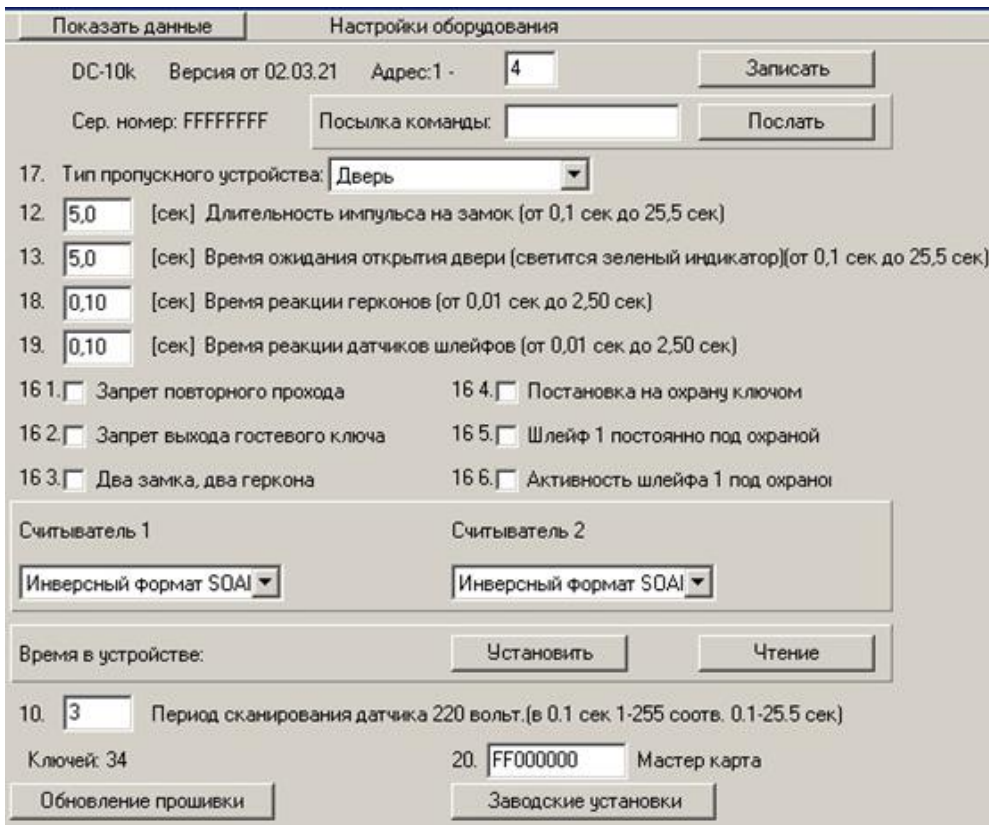 Показать данные Настройки оборудования
DC-10k Версия от 02.03.21 Адрес:1 - 4 Записать
Сер. номер: FFFFFFFF Посылка команды: Послать
17. Тип пропускного устройства: Дверь
12. 5,0 [сек] Длительность импульса на замок (от 0,1 сек до 25,5 сек)
13. 5,0 [сек] Время ожидания открытия двери (светится зеленый индикатор)(от 0,1 сек до 25,5 сек)
18. 0,10 [сек] Время реакции герконов (от 0,01 сек до 2,50 сек)
19. 0,10 [сек] Время реакции датчиков шлейфов (от 0,01 сек до 2,50 сек)
16 1. Запрет повторного прохода 16 4. Постановка на охрану ключом
16 2. Запрет выхода гостевого ключа 16 5. Шлейф 1 постоянно под охраной
16 3. Два замка, два геркона 16 6. Активность шлейфа 1 под охраної
Считыватель 1 Считыватель 2
Инверсный формат SOAI Инверсный формат SOAI
Время в устройстве: Установить Чтение
10. 3 Период сканирования датчика 220 вольт.(в 0.1 сек 1-255 соотв. 0.1-25.5 сек)
Ключей: 34 20. FF000000 Мастер карта
Обновление прошивки Заводские установки